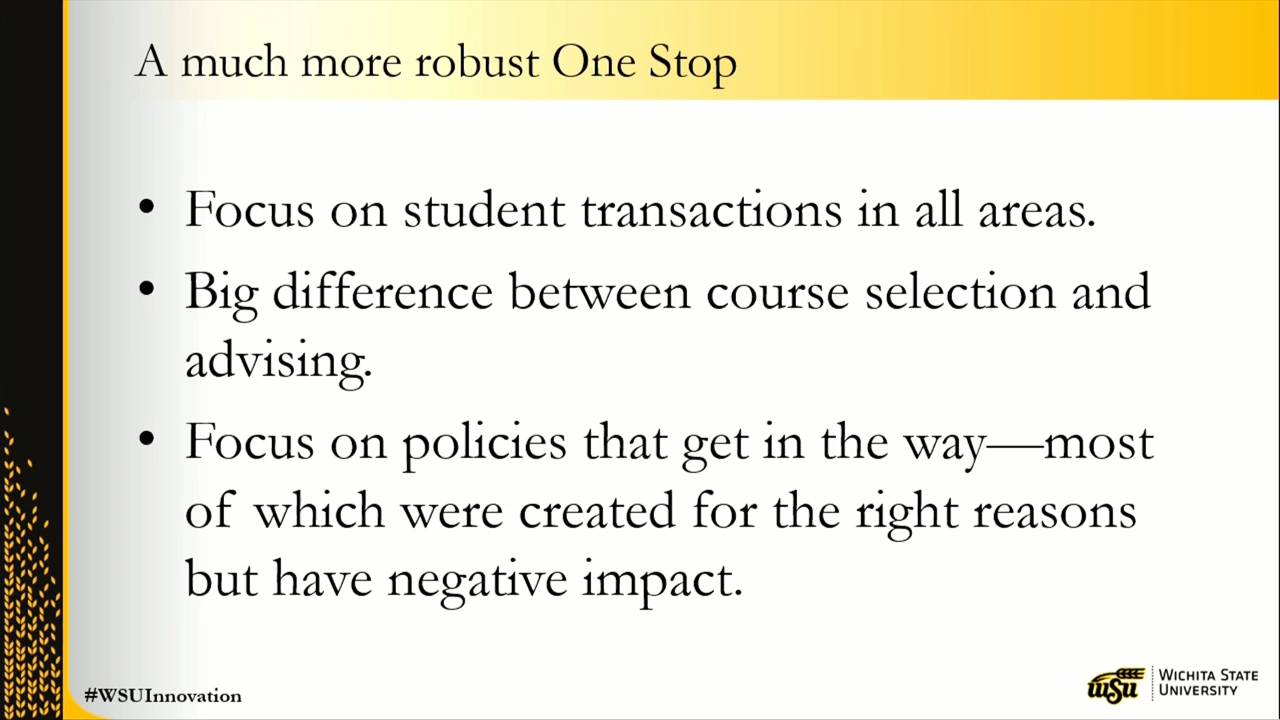 A much more robust One Stop
• Focus on student transactions in all areas.
• Big difference between course selection and
advising.
• Focus on policies that get in the way—most
of which were created for the right reasons
but have negative impact.
#WSUInnovation
WSU
WICHITA STATE
UNIVERSITY